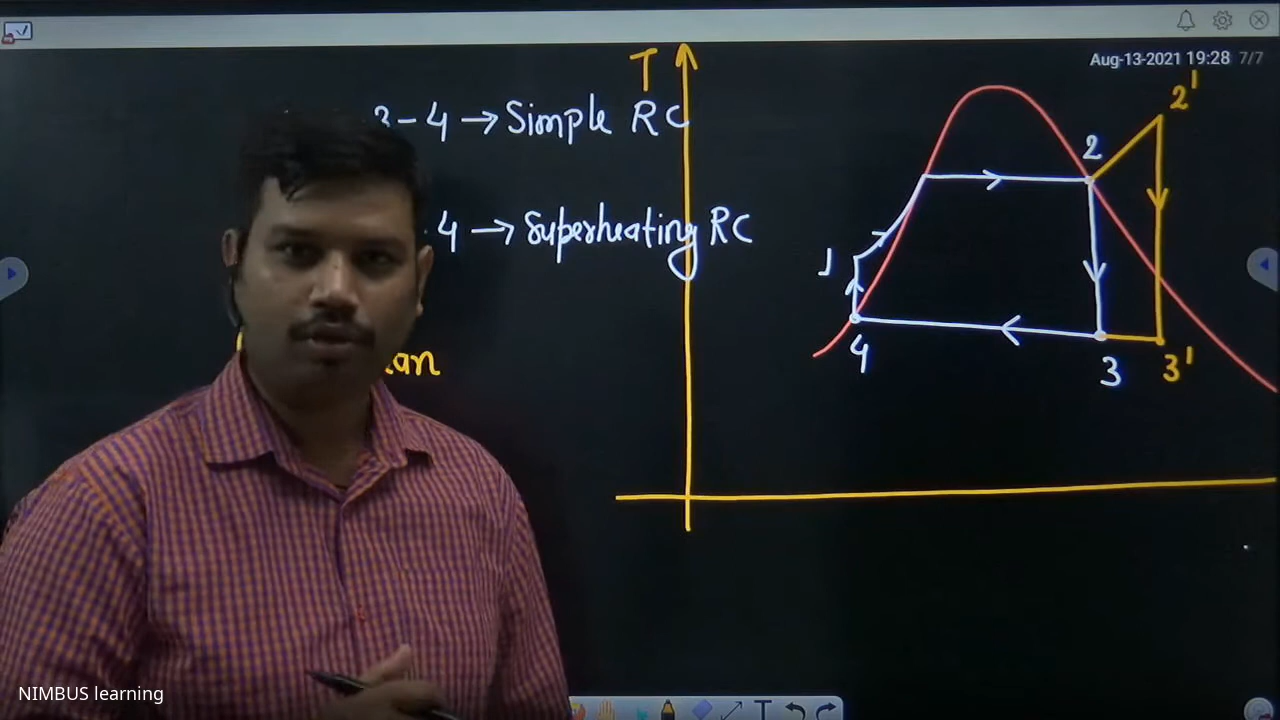 Aug-13-2021 19:28 7/7
T
3-4 → Simple RC
4 → Superheating RC
2'
2
1
4
3
3'
NIMBUS learning
T